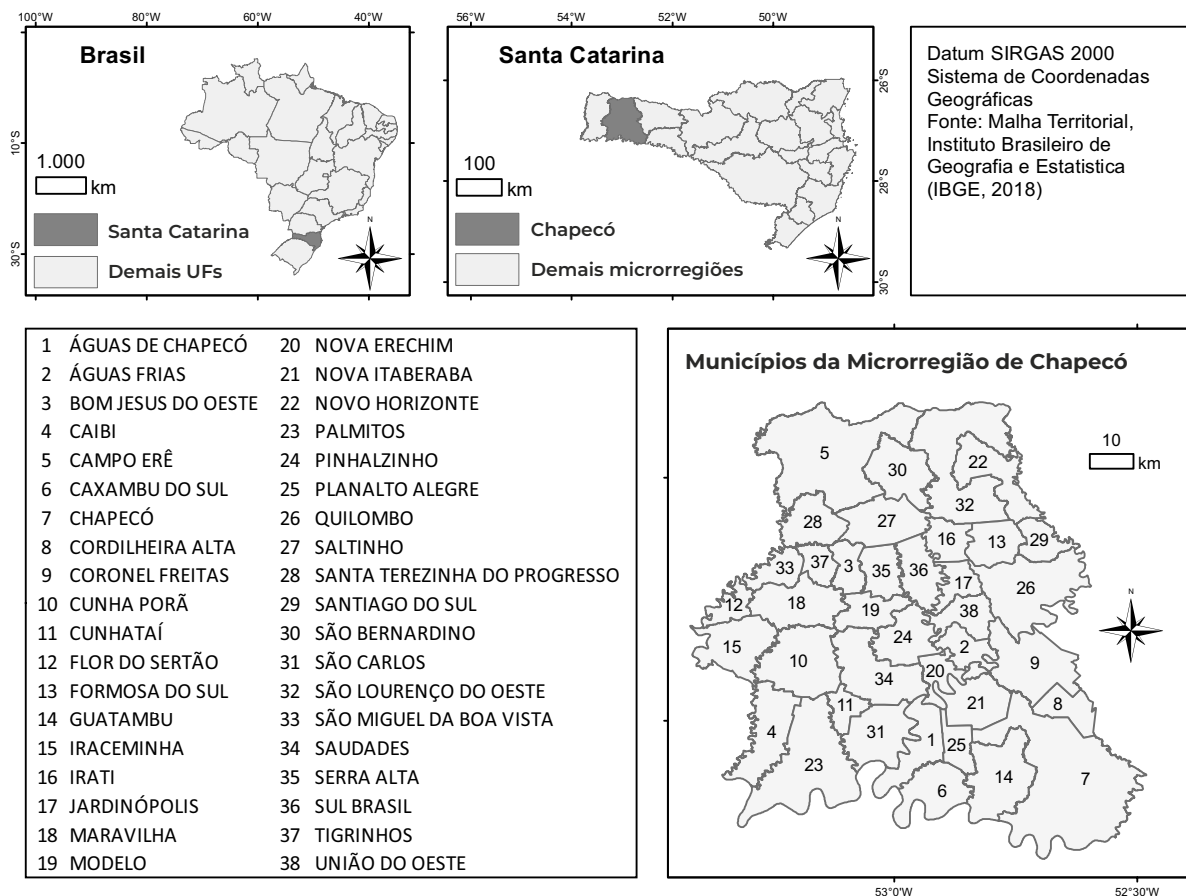 100°W 80°W 60°W 40°W
Brasil
10°S
30°S
1.000
km
Santa Catarina
Demais UFs
N
56°W 54°W 52°W 50°W
Santa Catarina
26°S
28°S
30°S
100
km
Chapecó
Demais microrregiões
N
Datum SIRGAS 2000
Sistema de Coordenadas
Geográficas
Fonte: Malha Territorial,
Instituto Brasileiro de
Geografia e Estatistica
(IBGE, 2018)
1 ÁGUAS DE CHAPECÓ
2 ÁGUAS FRIAS
3 BOM JESUS DO OESTE
4 CAIBI
5 CAMPO ERÊ
6 CAXAMBU DO SUL
7 CHAPECÓ
8 CORDILHEIRA ALTA
9 CORONEL FREITAS
10 CUNHA PORÃ
11 CUNHATAÍ
12 FLOR DO SERTÃO
13 FORMOSA DO SUL
14 GUATAMBU
15 IRACEMINHA
16 IRATI
17 JARDINÓPOLIS
18 MARAVILHA
19 MODELO
20 NOVA ERECHIM
21 NOVA ITABERABA
22 NOVO HORIZONTE
23 PALMITOS
24 PINHALZINHO
25 PLANALTO ALEGRE
26 QUILOMBO
27 SALTINHO
28 SANTA TEREZINHA DO PROGRESSO
29 SANTIAGO DO SUL
30 SÃO BERNARDINO
31 SÃO CARLOS
32 SÃO LOURENÇO DO OESTE
33 SÃO MIGUEL DA BOA VISTA
34 SAUDADES
35 SERRA ALTA
36 SUL BRASIL
37 TIGRINHOS
38 UNIÃO DO OESTE
Municípios da Microrregião de Chapecó
10
km
5
30
22
32
28
27
16
13
29
33
37
3
35
36
17
26
12
18
19
38
15
10
24
2
9
34
20
11
21
8
4
31
1
25
23
6
14
7
N
53°0'W 52°30'W